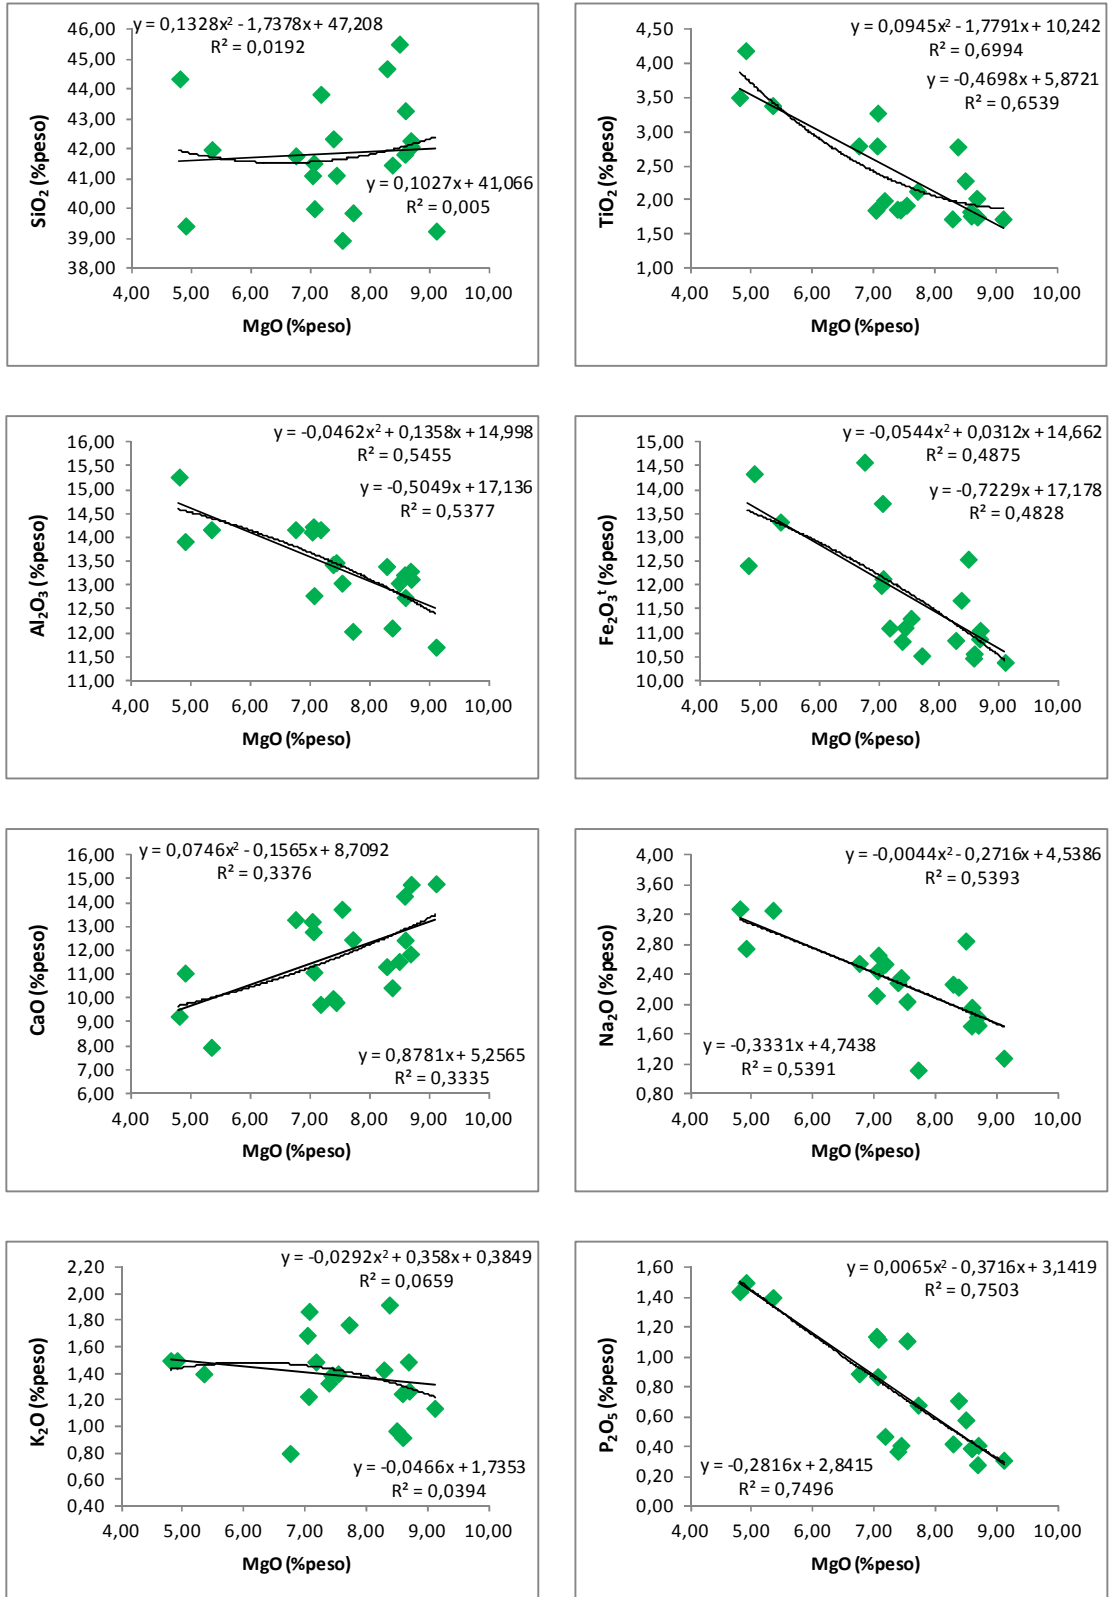 y = 0,1328x² - 1,7378x + 47,208
R² = 0,0192
46,00
45,00
44,00
43,00
42,00
41,00
40,00
39,00
38,00
SiO₂ (%peso)
y = 0,1027x + 41,066
R² = 0,005
4,00 5,00 6,00 7,00 8,00 9,00 10,00
MgO (%peso)
y = 0,0945x² - 1,7791x + 10,242
R² = 0,6994
y = -0,4698x + 5,8721
R² = 0,6539
4,50
4,00
3,50
3,00
2,50
2,00
1,50
1,00
TiO₂ (%peso)
4,00 5,00 6,00 7,00 8,00 9,00 10,00
MgO (%peso)
y = -0,0462x² + 0,1358x + 14,998
R² = 0,5455
y = -0,5049x + 17,136
R² = 0,5377
16,00
15,50
15,00
14,50
14,00
13,50
13,00
12,50
12,00
11,50
11,00
Al₂O₃ (%peso)
4,00 5,00 6,00 7,00 8,00 9,00 10,00
MgO (%peso)
y = -0,0544x² + 0,0312x + 14,662
R² = 0,4875
y = -0,7229x + 17,178
R² = 0,4828
15,00
14,50
14,00
13,50
13,00
12,50
12,00
11,50
11,00
10,50
10,00
Fe₂O₃ᵗ (%peso)
4,00 5,00 6,00 7,00 8,00 9,00 10,00
MgO (%peso)
y = 0,0746x² - 0,1565x + 8,7092
R² = 0,3376
16,00
15,00
14,00
13,00
12,00
11,00
10,00
9,00
8,00
7,00
6,00
CaO (%peso)
y = 0,8781x + 5,2565
R² = 0,3335
4,00 5,00 6,00 7,00 8,00 9,00 10,00
MgO (%peso)
y = -0,0044x² - 0,2716x + 4,5386
R² = 0,5393
4,00
3,60
3,20
2,80
2,40
2,00
1,60
1,20
0,80
Na₂O (%peso)
y = -0,3331x + 4,7438
R² = 0,5391
4,00 5,00 6,00 7,00 8,00 9,00 10,00
MgO (%peso)
y = -0,0292x² + 0,358x + 0,3849
R² = 0,0659
2,20
2,00
1,80
1,60
1,40
1,20
1,00
0,80
0,60
0,40
K₂O (%peso)
y = -0,0466x + 1,7353
R² = 0,0394
4,00 5,00 6,00 7,00 8,00 9,00 10,00
MgO (%peso)
y = 0,0065x² - 0,3716x + 3,1419
R² = 0,7503
1,60
1,40
1,20
1,00
0,80
0,60
0,40
0,20
0,00
P₂O₅ (%peso)
y = -0,2816x + 2,8415
R² = 0,7496
4,00 5,00 6,00 7,00 8,00 9,00 10,00
MgO (%peso)